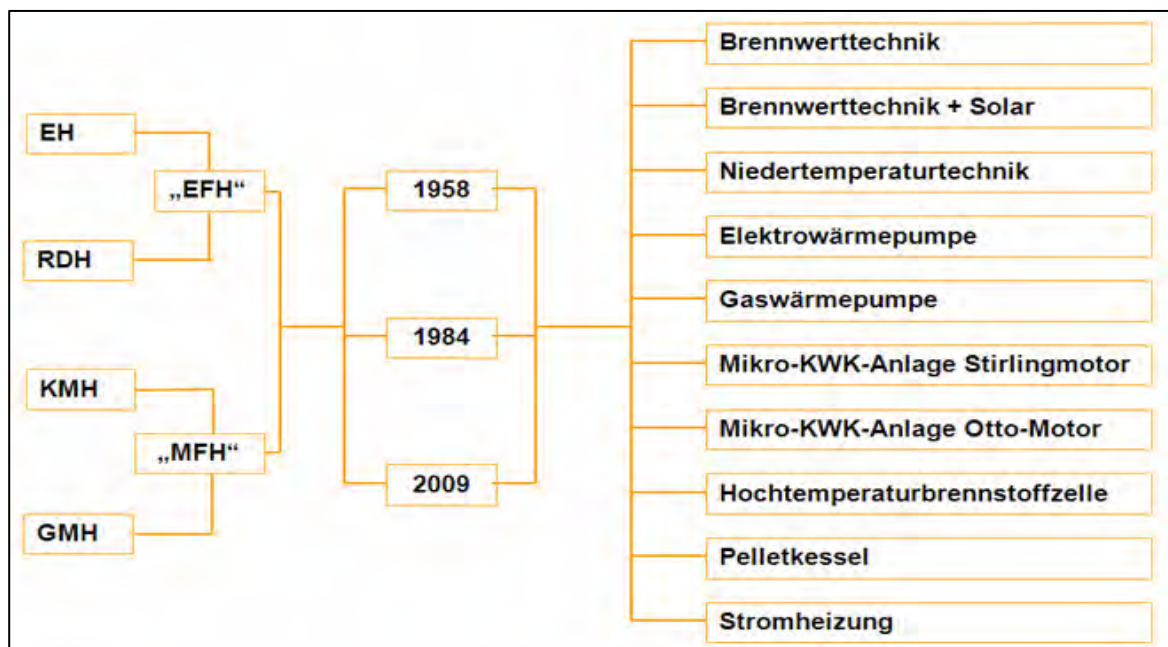 EH
„EFH“
RDH
KMH
„MFH“
GMH
1958
1984
2009
Brennwerttechnik
Brennwerttechnik + Solar
Niedertemperaturtechnik
Elektrowärmepumpe
Gaswärmepumpe
Mikro-KWK-Anlage Stirlingmotor
Mikro-KWK-Anlage Otto-Motor
Hochtemperaturbrennstoffzelle
Pelletkessel
Stromheizung